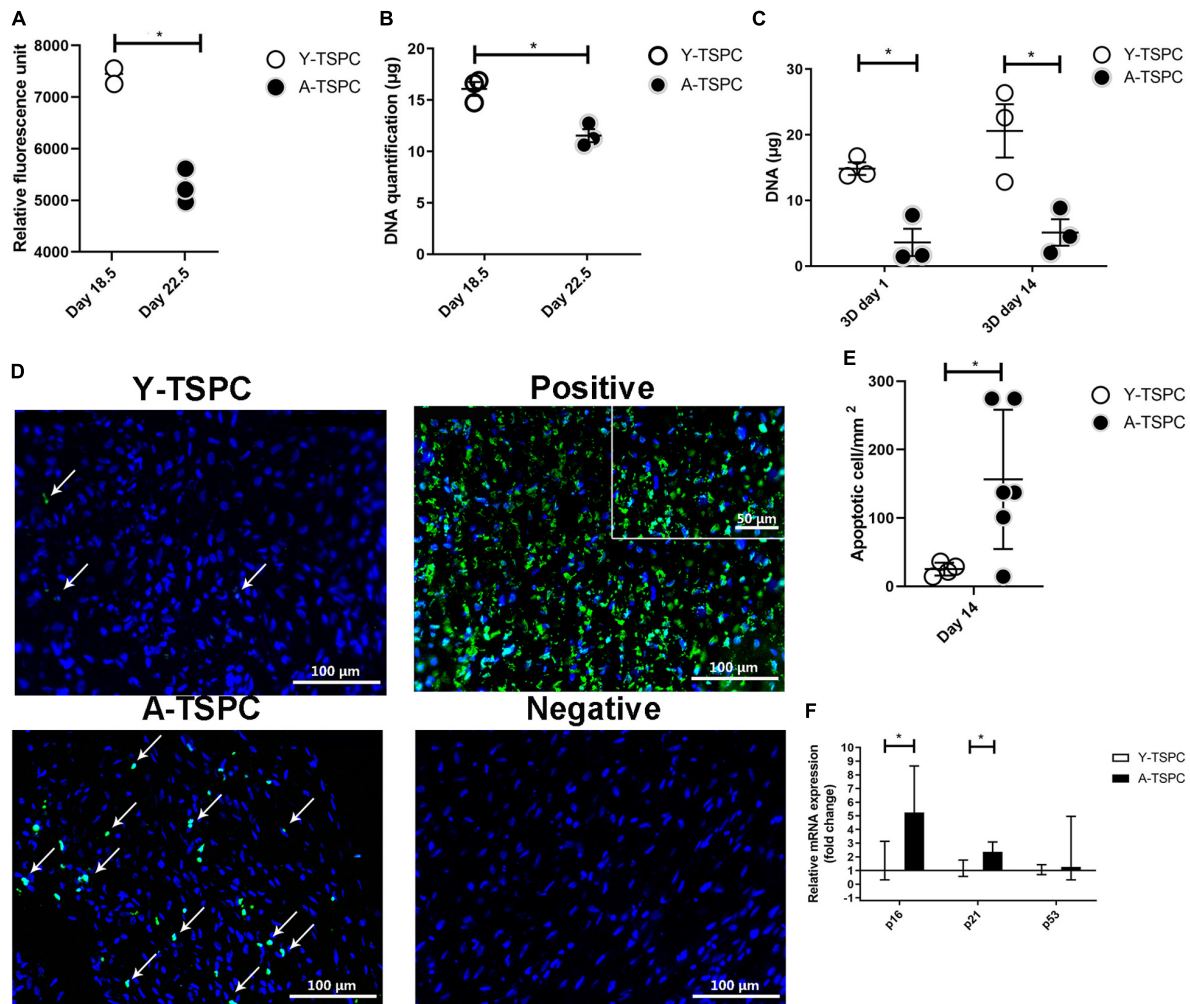 A
*
Relative fluorescence unit
8000
7000
6000
5000
4000
Day 18.5
Day 22.5
Y-TSPC
A-TSPC
B
*
DNA quantification (µg)
20
15
10
5
0
Day 18.5
Day 22.5
Y-TSPC
A-TSPC
C
*
*
DNA (µg)
30
20
10
0
3D day 1
3D day 14
Y-TSPC
A-TSPC
D
Y-TSPC
100 µm
Positive
50 µm
100 µm
A-TSPC
100 µm
Negative
100 µm
E
*
Apoptotic cell/mm 2
300
200
100
0
Day 14
Y-TSPC
A-TSPC
F
*
*
Relative mRNA expression
(fold change)
10
9
8
7
6
5
4
3
2
1
0
-1
p16
p21
p53
Y-TSPC
A-TSPC